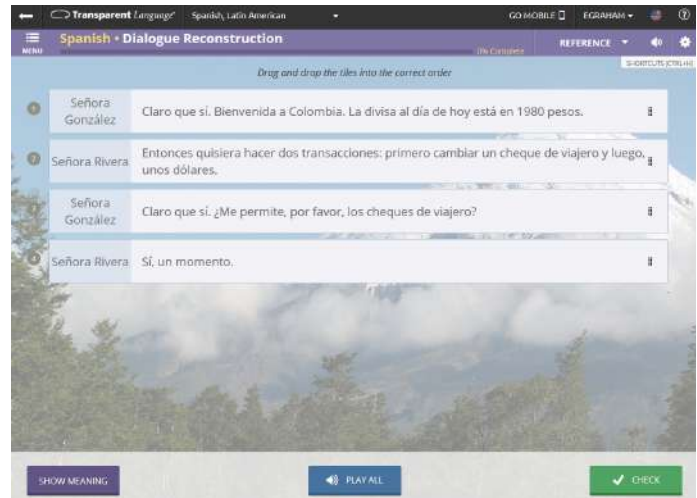 Transparent Language Spanish, Latin American GO MOBILE EGRAHAM
MENU Spanish • Dialogue Reconstruction REFERENCE
SHORTCUTS (CTRL+H)
Drag and drop the tiles into the correct order
Señora González Claro que sí. Bienvenida a Colombia. La divisa al día de hoy está en 1980 pesos.
2 Señora Rivera Entonces quisiera hacer dos transacciones: primero cambiar un cheque de viajero y luego,
unos dólares.
Señora González Claro que sí. ¿Me permite, por favor, los cheques de viajero?
Señora Rivera Sí, un momento.
SHOW MEANING PLAY ALL CHECK